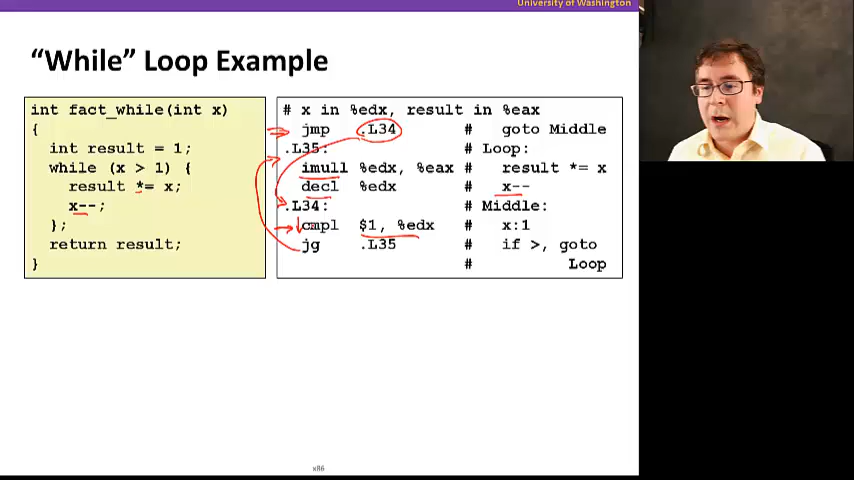 University of Washington
“While” Loop Example
int fact_while(int x)
{
int result = 1;
while (x > 1) {
result *= x;
x--;
};
return result;
}
# x in %edx, result in %eax
jmp .L34 # goto Middle
.L35: # Loop:
imull %edx, %eax # result *= x
decl %edx # x--
.L34: # Middle:
cmpl $1, %edx # x:1
jg .L35 # if >, goto
# Loop
x86